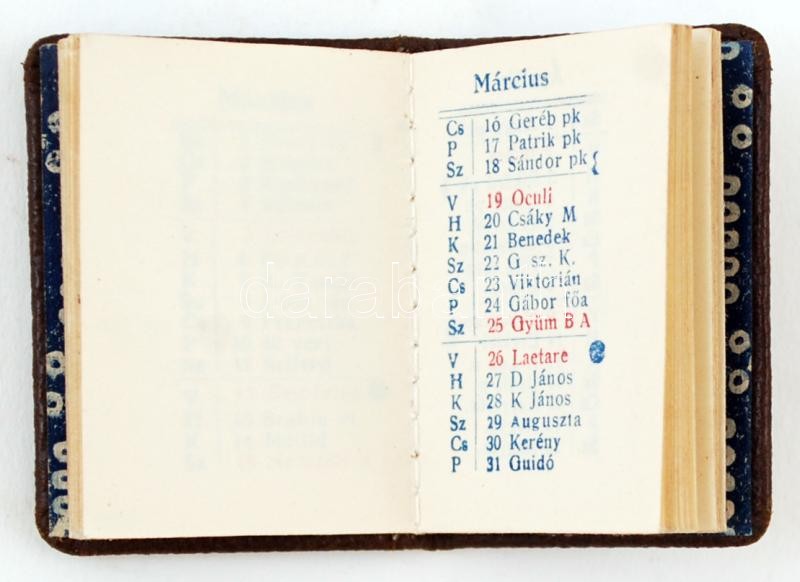 Március
Cs 16 Geréb pk
P 17 Patrik pk
Sz 18 Sándor pk
V 19 Oculi
H 20 Csáky M
K 21 Benedek
Sz 22 G sz. K.
Cs 23 Viktorián
P 24 Gábor főa
Sz 25 Gyüm B A
V 26 Laetare
H 27 D János
K 28 K János
Sz 29 Auguszta
Cs 30 Kerény
P 31 Guidó